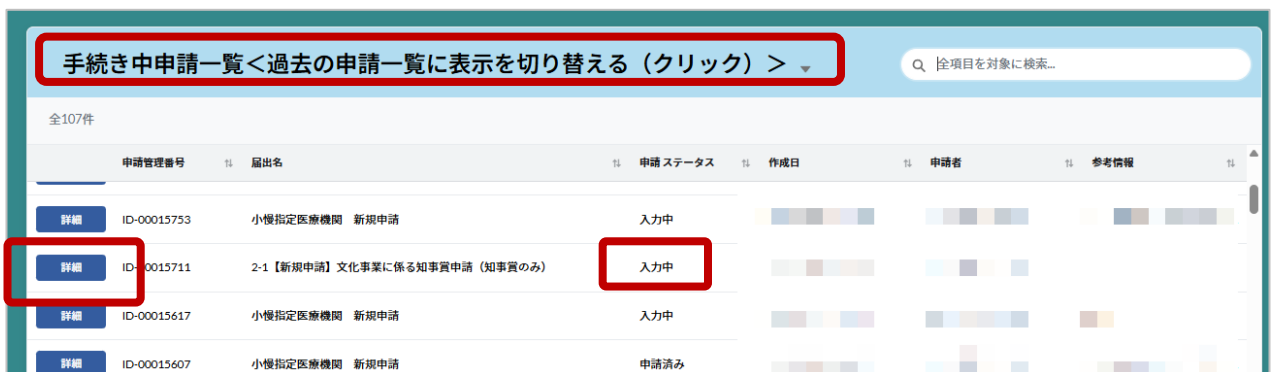 手続き中申請一覧＜過去の申請一覧に表示を切り替える（クリック）＞
全項目を対象に検索...
全107件
申請管理番号 届出名 申請ステータス 作成日 申請者 参考情報
詳細 ID-00015753 小慢指定医療機関　新規申請 入力中
詳細 ID-00015711 2-1【新規申請】文化事業に係る知事賞申請（知事賞のみ） 入力中
詳細 ID-00015617 小慢指定医療機関　新規申請 入力中
詳細 ID-00015607 小慢指定医療機関　新規申請 申請済み